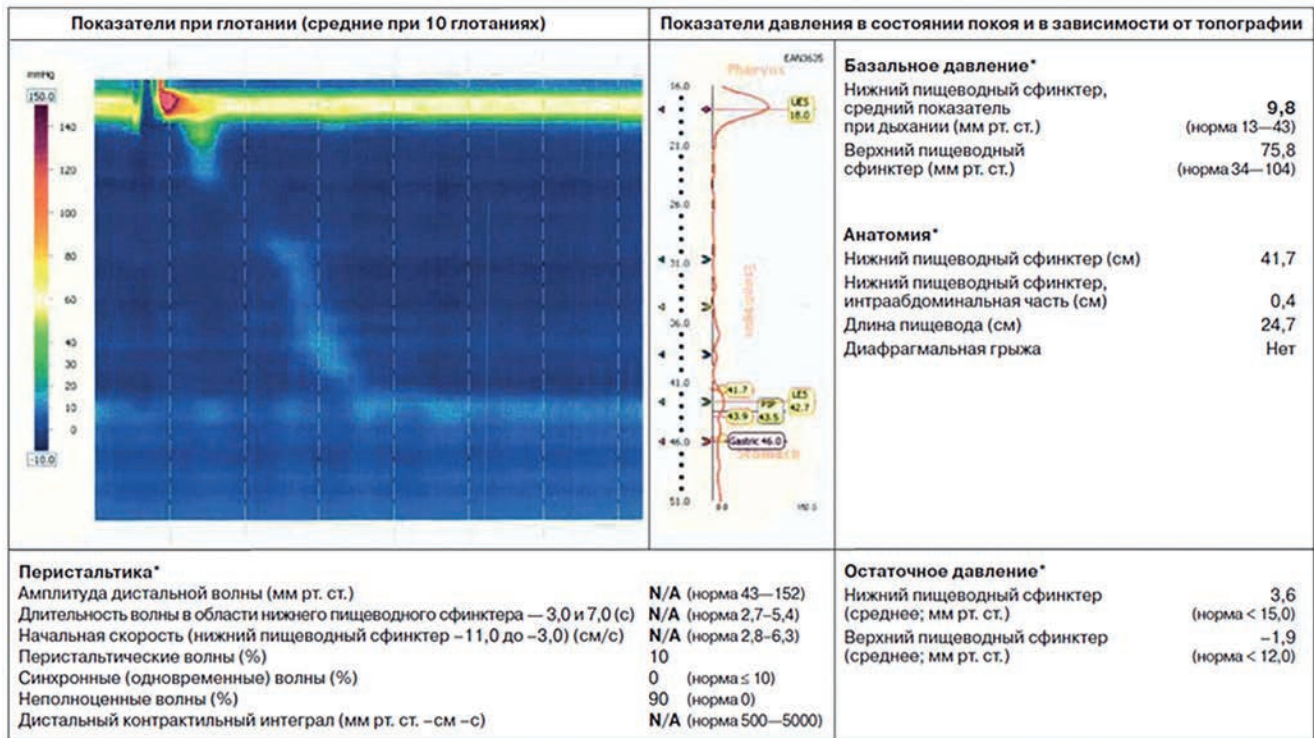 Показатели при глотании (средние при 10 глотаниях)
Показатели давления в состоянии покоя и в зависимости от топографии
mmHg
150.0
140
120
100
80
60
50
40
30
20
10
0
-10.0
EAN3635
Pharynx
16.0
UES
18.0
21.0
26.0
31.0
Esophagus
36.0
41.0
41.7
LES
42.7
PIP
43.5
43.9
46.0
Gastric 46.0
Stomach
51.0
0.0
150.0
Базальное давление*
Нижний пищеводный сфинктер,
средний показатель 9,8
при дыхании (мм рт. ст.) (норма 13—43)
Верхний пищеводный 75,8
сфинктер (мм рт. ст.) (норма 34—104)
Анатомия*
Нижний пищеводный сфинктер (см) 41,7
Нижний пищеводный сфинктер,
интраабдоминальная часть (см) 0,4
Длина пищевода (см) 24,7
Диафрагмальная грыжа Нет
Перистальтика*
Амплитуда дистальной волны (мм рт. ст.) N/A (норма 43—152)
Длительность волны в области нижнего пищеводного сфинктера — 3,0 и 7,0 (с) N/A (норма 2,7–5,4)
Начальная скорость (нижний пищеводный сфинктер –11,0 до –3,0) (см/с) N/A (норма 2,8–6,3)
Перистальтические волны (%) 10
Синхронные (одновременные) волны (%) 0 (норма ≤ 10)
Неполноценные волны (%) 90 (норма 0)
Дистальный контрактильный интеграл (мм рт. ст. –см –с) N/A (норма 500—5000)
Остаточное давление*
Нижний пищеводный сфинктер 3,6
(среднее; мм рт. ст.) (норма < 15,0)
Верхний пищеводный сфинктер –1,9
(среднее; мм рт. ст.) (норма < 12,0)